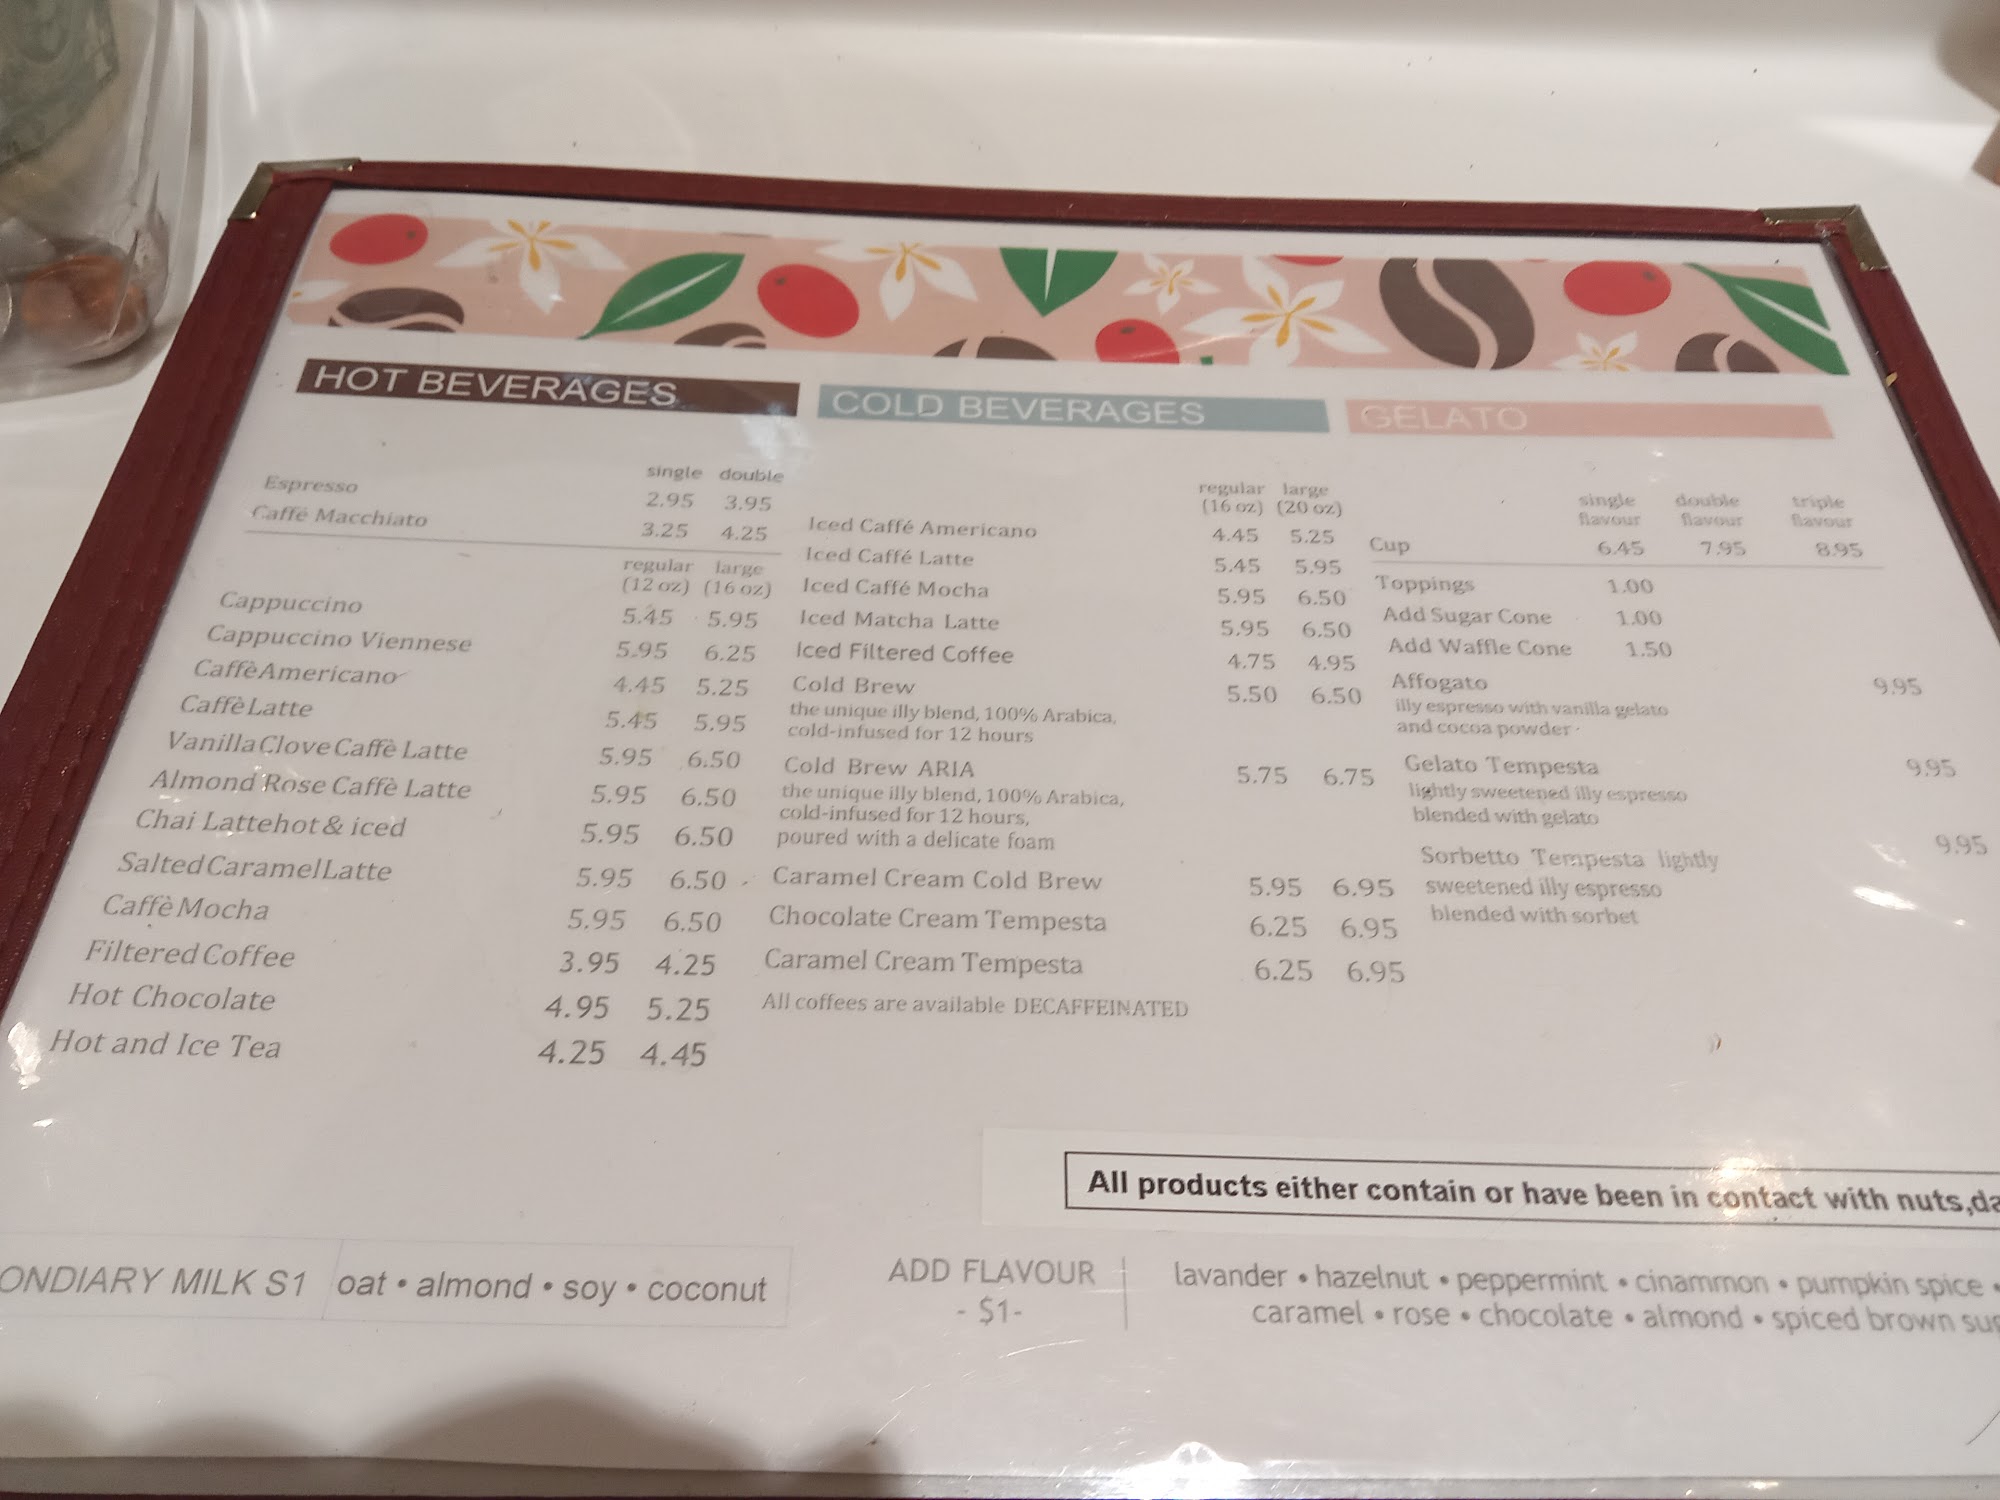 HOT BEVERAGES
single double
Espresso 2.95 3.95
Caffé Macchiato 3.25 4.25
regular large
(12 oz) (16 oz)
Cappuccino 5.45 5.95
Cappuccino Viennese 5.95 6.25
CaffèAmericano 4.45 5.25
CaffèLatte 5.45 5.95
VanillaCloveCaffè Latte 5.95 6.50
Almond Rose Caffè Latte 5.95 6.50
Chai Lattehot & iced 5.95 6.50
SaltedCaramelLatte 5.95 6.50
CaffèMocha 5.95 6.50
FilteredCoffee 3.95 4.25
Hot Chocolate 4.95 5.25
Hot and Ice Tea 4.25 4.45
COLD BEVERAGES
regular large
(16 oz) (20 oz)
Iced Caffé Americano 4.45 5.25
Iced Caffé Latte 5.45 5.95
Iced Caffé Mocha 5.95 6.50
Iced Matcha Latte 5.95 6.50
Iced Filtered Coffee 4.75 4.95
Cold Brew 5.50 6.50
the unique illy blend, 100% Arabica,
cold-infused for 12 hours
Cold Brew ARIA 5.75 6.75
the unique illy blend, 100% Arabica,
cold-infused for 12 hours,
poured with a delicate foam
Caramel Cream Cold Brew 5.95 6.95
Chocolate Cream Tempesta 6.25 6.95
Caramel Cream Tempesta 6.25 6.95
All coffees are available DECAFFEINATED
GELATO
single double triple
flavour flavour flavour
Cup 6.45 7.95 8.95
Toppings 1.00
Add Sugar Cone 1.00
Add Waffle Cone 1.50
Affogato 9.95
illy espresso with vanilla gelato
and cocoa powder
Gelato Tempesta 9.95
lightly sweetened illy espresso
blended with gelato
Sorbetto Tempesta lightly 9.95
sweetened illy espresso
blended with sorbet
All products either contain or have been in contact with nuts,da
ONDIARY MILK S1 oat • almond • soy • coconut
ADD FLAVOUR
- $1-
lavander • hazelnut • peppermint • cinammon • pumpkin spice •
caramel • rose • chocolate • almond • spiced brown sug